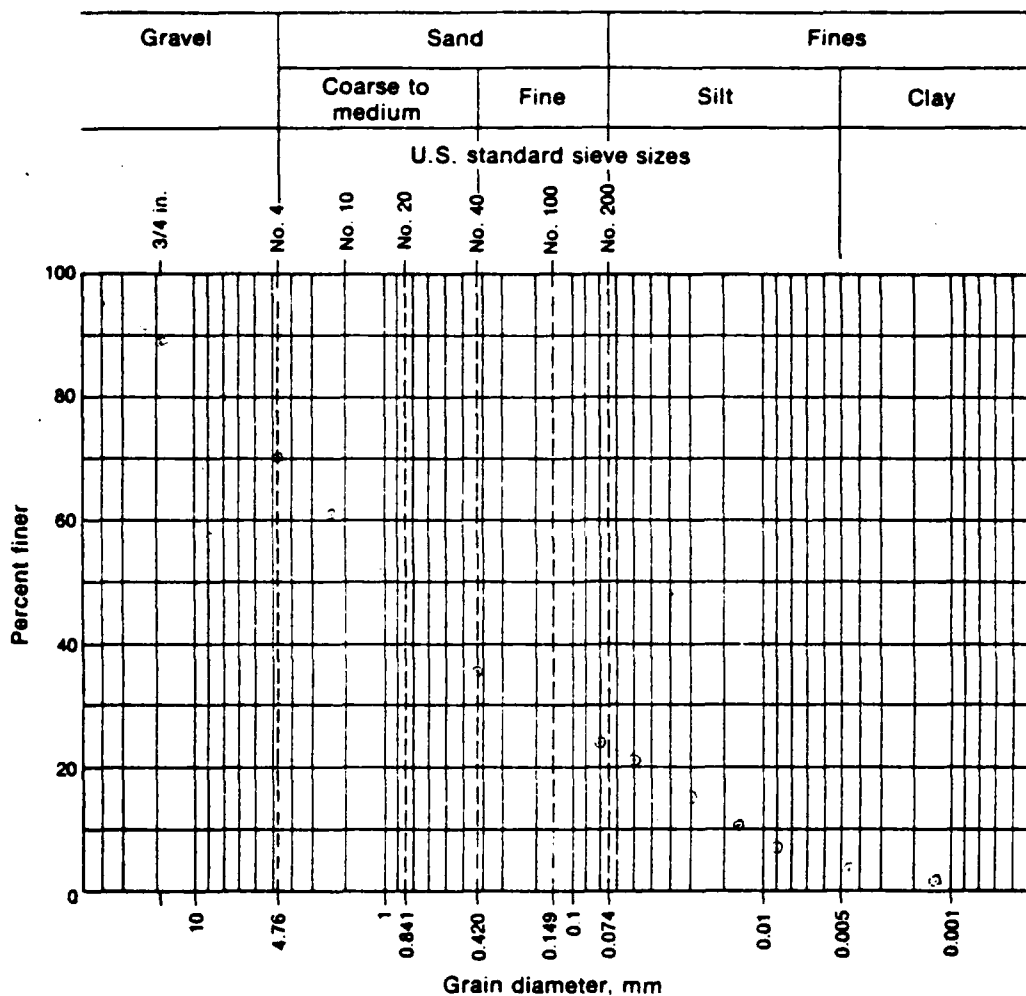 Gravel Sand Fines
Coarse to medium Fine Silt Clay
U.S. standard sieve sizes
3/4 in. No. 4 No. 10 No. 20 No. 40 No. 100 No. 200
100
80
60
40
20
0
Percent finer
10 4.76 1 0.841 0.420 0.149 0.1 0.074 0.01 0.005 0.001
Grain diameter, mm